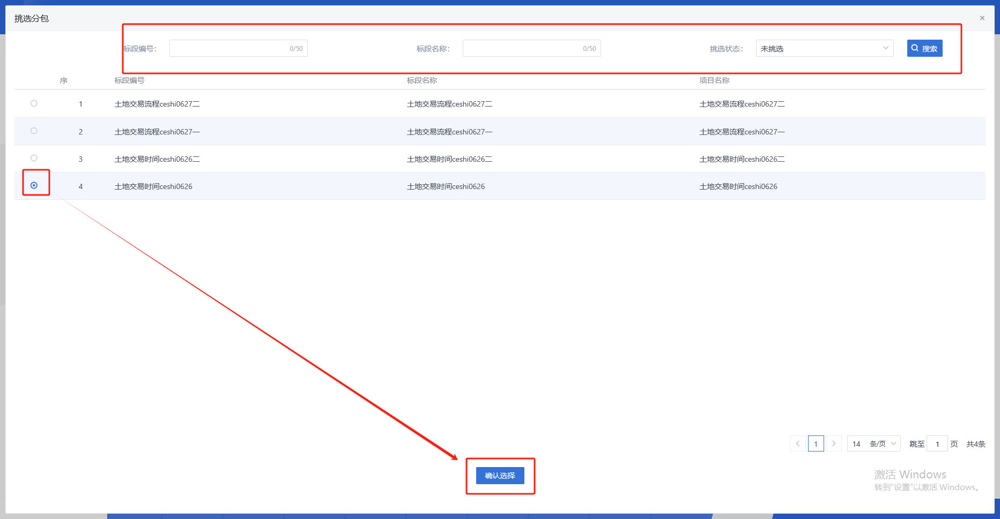 挑选分包
标段编号： 0/50 标段名称： 0/50 挑选状态： 未挑选 搜索
序 标段编号 标段名称 项目名称
1 土地交易流程ceshi0627二 土地交易流程ceshi0627二 土地交易流程ceshi0627二
2 土地交易流程ceshi0627一 土地交易流程ceshi0627一 土地交易流程ceshi0627一
3 土地交易时间ceshi0626二 土地交易时间ceshi0626二 土地交易时间ceshi0626二
4 土地交易时间ceshi0626 土地交易时间ceshi0626 土地交易时间ceshi0626
1 14 条/页 跳至 1 页 共4条
确认选择
激活 Windows
转到“设置”以激活 Windows。